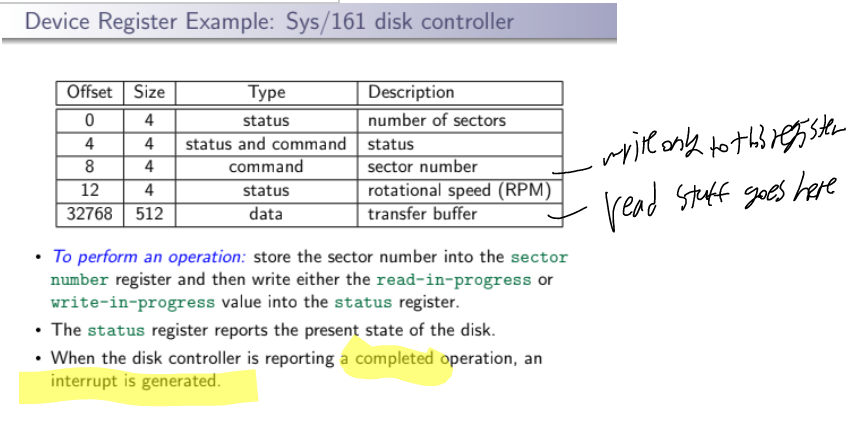 Device Register Example: Sys/161 disk controller
Offset Size Type Description
0 4 status number of sectors
4 4 status and command status
8 4 command sector number
12 4 status rotational speed (RPM)
32768 512 data transfer buffer
write only to this register
read stuff goes here
• To perform an operation: store the sector number into the sector
number register and then write either the read-in-progress or
write-in-progress value into the status register.
• The status register reports the present state of the disk.
• When the disk controller is reporting a completed operation, an
interrupt is generated.